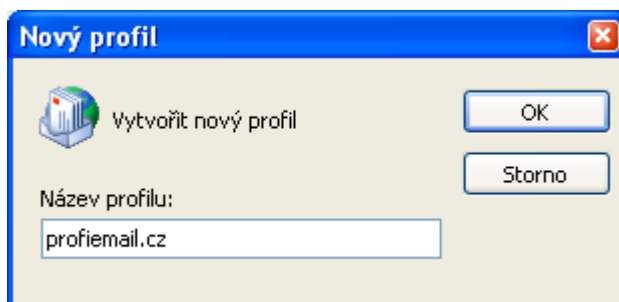 Nový profil
Vytvořit nový profil
OK
Storno
Název profilu:
profiemail.cz